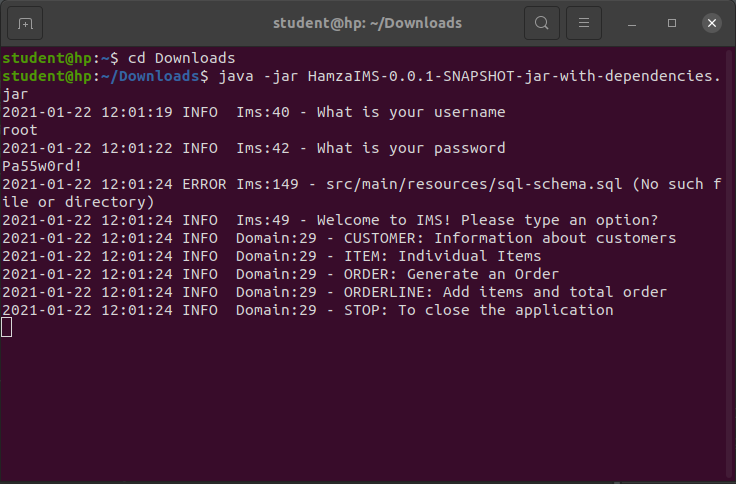 student@hp: ~/Downloads
student@hp:~$ cd Downloads
student@hp:~/Downloads$ java -jar HamzaIMS-0.0.1-SNAPSHOT-jar-with-dependencies.
jar
2021-01-22 12:01:19 INFO  Ims:40 - What is your username
root
2021-01-22 12:01:22 INFO  Ims:42 - What is your password
Pa55w0rd!
2021-01-22 12:01:24 ERROR Ims:149 - src/main/resources/sql-schema.sql (No such f
ile or directory)
2021-01-22 12:01:24 INFO  Ims:49 - Welcome to IMS! Please type an option?
2021-01-22 12:01:24 INFO  Domain:29 - CUSTOMER: Information about customers
2021-01-22 12:01:24 INFO  Domain:29 - ITEM: Individual Items
2021-01-22 12:01:24 INFO  Domain:29 - ORDER: Generate an Order
2021-01-22 12:01:24 INFO  Domain:29 - ORDERLINE: Add items and total order
2021-01-22 12:01:24 INFO  Domain:29 - STOP: To close the application